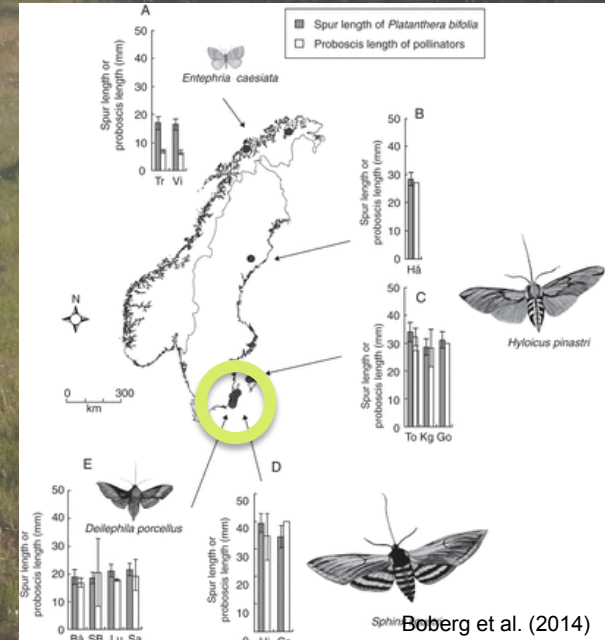 A
Spur length of Platanthera bifolia
Proboscis length of pollinators
Spur length or
proboscis length (mm)
50
40
30
20
10
0
Tr Vi
Entephria caesiata
B
Spur length or
proboscis length (mm)
50
40
30
20
10
0
Hå
C
Spur length or
proboscis length (mm)
50
40
30
20
10
0
To Kg Go
Hyloicus pinastri
N
0 300
km
E
Spur length or
proboscis length (mm)
50
40
30
20
10
0
Deilephila porcellus
D
Spur length or
proboscis length (mm)
50
40
30
20
10
0
Boberg et al. (2014)